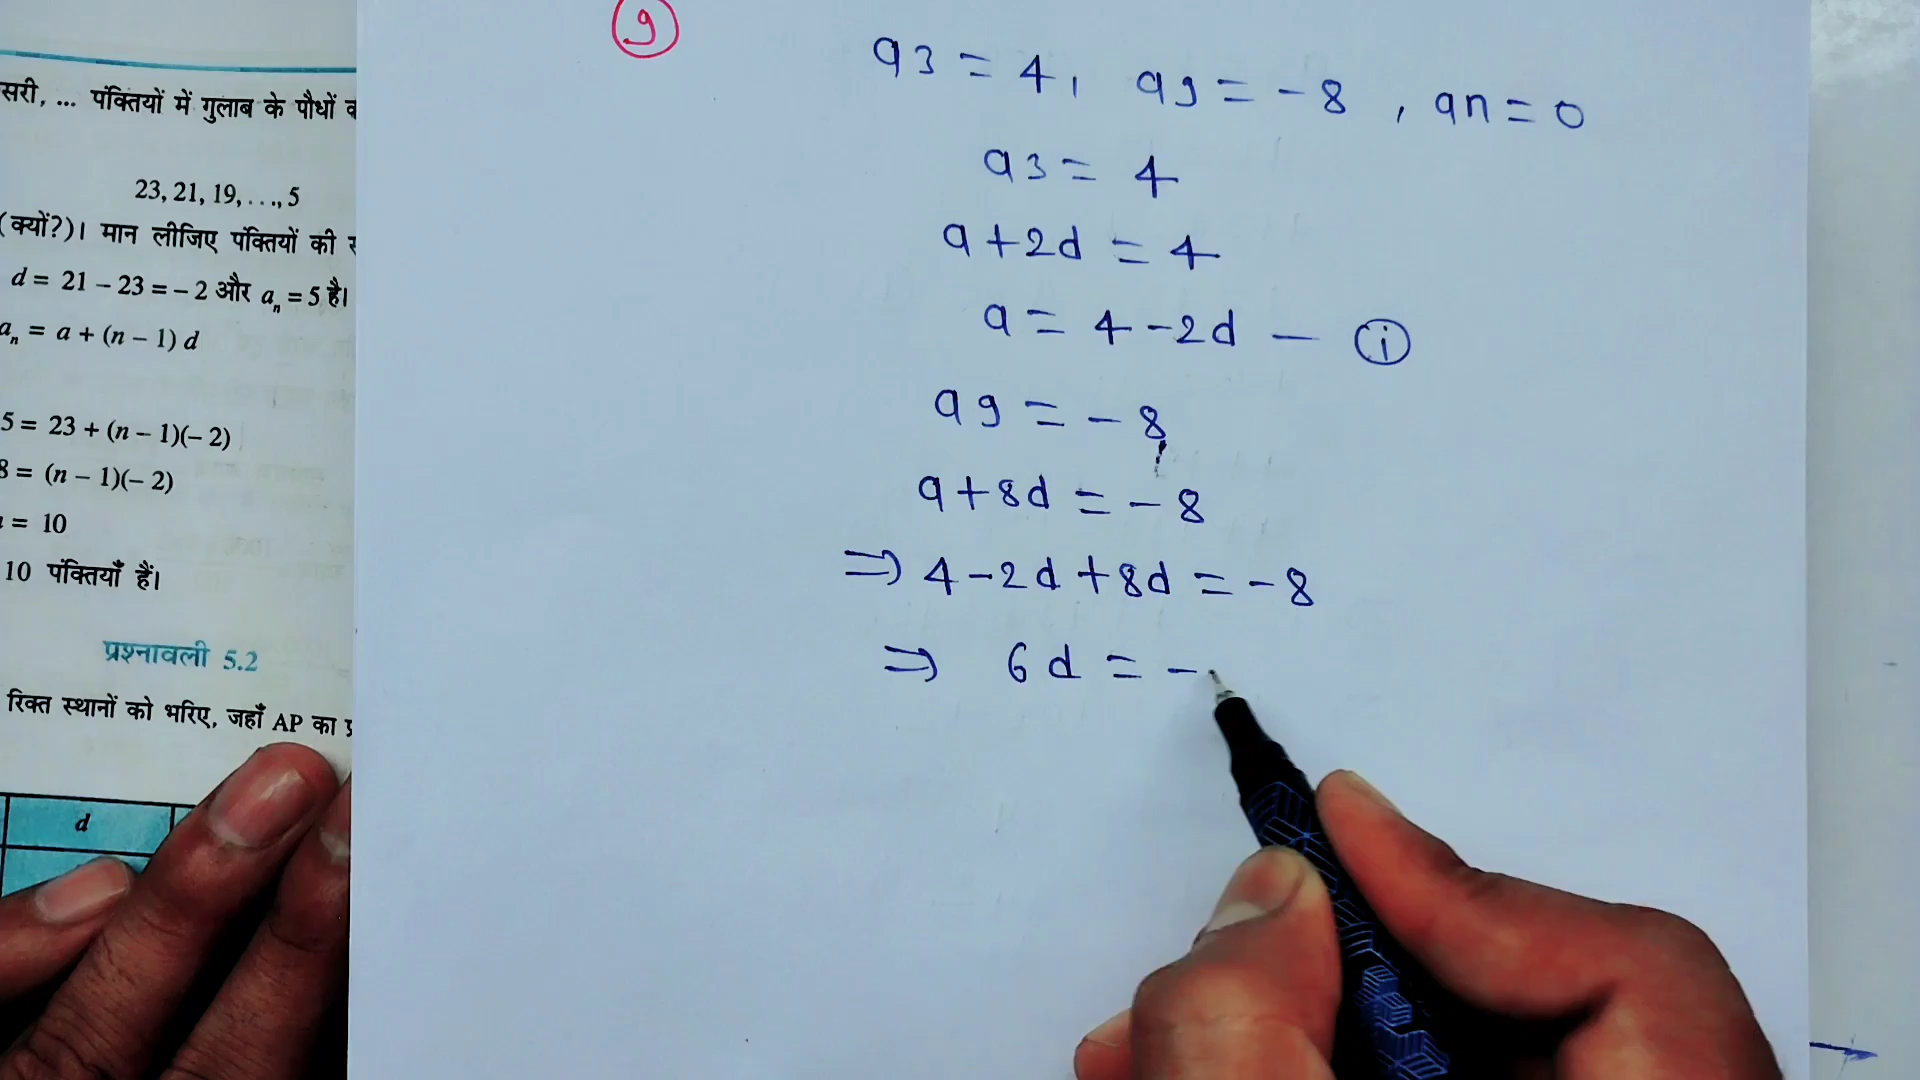 सरी, ... पंक्तियों में गुलाब के पौधों
23, 21, 19, . . ., 5
(क्यों?)। मान लीजिए पंक्तियों की
d = 21 – 23 = – 2 और aₙ = 5 है।
aₙ = a + (n – 1) d
5 = 23 + (n – 1)(– 2)
8 = (n – 1)(– 2)
= 10
10 पंक्तियाँ हैं।
प्रश्नावली 5.2
रिक्त स्थानों को भरिए, जहाँ AP का
d
9
a3 = 4, a9 = -8, an = 0
a3 = 4
a+2d = 4
a = 4-2d — i
a9 = -8
a+8d = -8
⇒ 4-2d+8d = -8
⇒ 6d = -